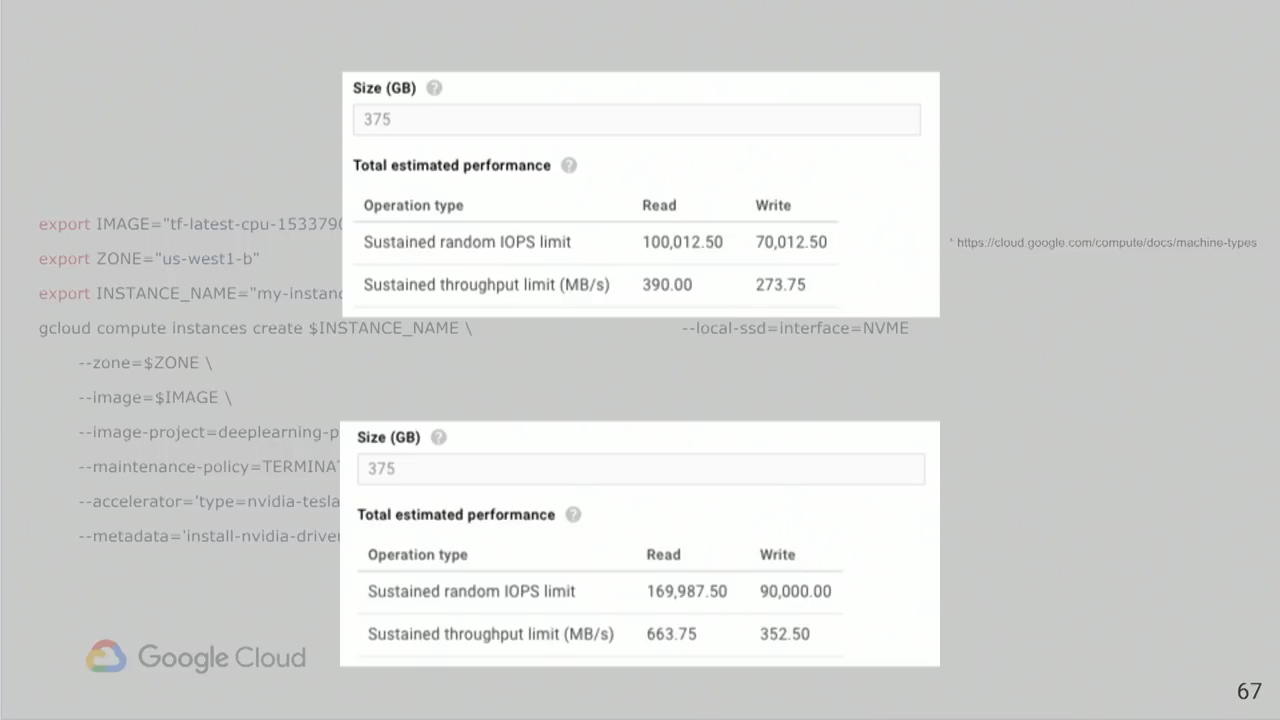 Size (GB)
375
Total estimated performance
Operation type Read Write
Sustained random IOPS limit 100,012.50 70,012.50
Sustained throughput limit (MB/s) 390.00 273.75
export IMAGE="tf-latest-cpu-1533790
export ZONE="us-west1-b"
export INSTANCE_NAME="my-instanc
* https://cloud.google.com/compute/docs/machine-types
gcloud compute instances create $INSTANCE_NAME \ --local-ssd=interface=NVME
--zone=$ZONE \
--image=$IMAGE \
--image-project=deeplearning-p
--maintenance-policy=TERMINAT
--accelerator='type=nvidia-tesla
--metadata='install-nvidia-driver
Size (GB)
375
Total estimated performance
Operation type Read Write
Sustained random IOPS limit 169,987.50 90,000.00
Sustained throughput limit (MB/s) 663.75 352.50
Google Cloud
67